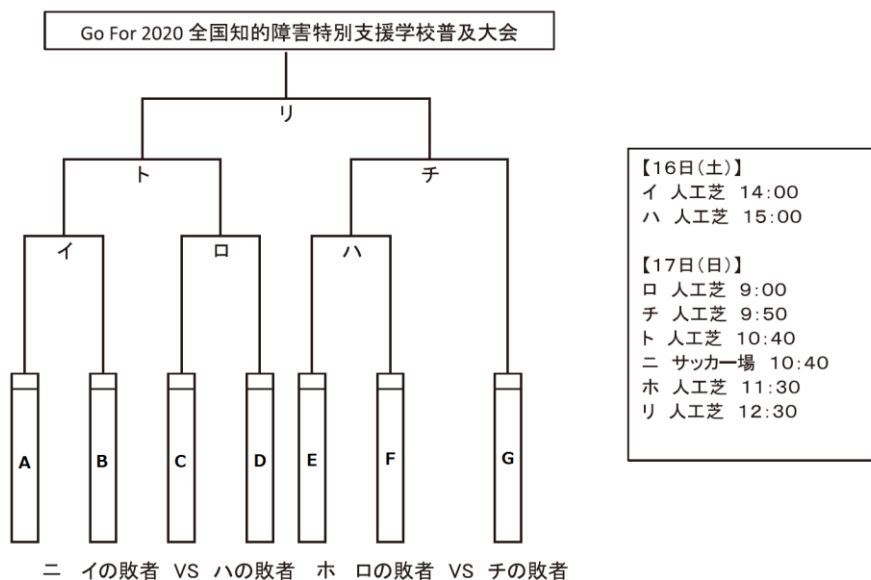 Go For 2020 全国知的障害特別支援学校普及大会
リ
ト
チ
イ
ロ
ハ
A
B
C
D
E
F
G
ニ イの敗者 VS ハの敗者 ホ ロの敗者 VS チの敗者
【16日(土)】
イ 人工芝 14:00
ハ 人工芝 15:00
【17日(日)】
ロ 人工芝 9:00
チ 人工芝 9:50
ト 人工芝 10:40
ニ サッカー場 10:40
ホ 人工芝 11:30
リ 人工芝 12:30